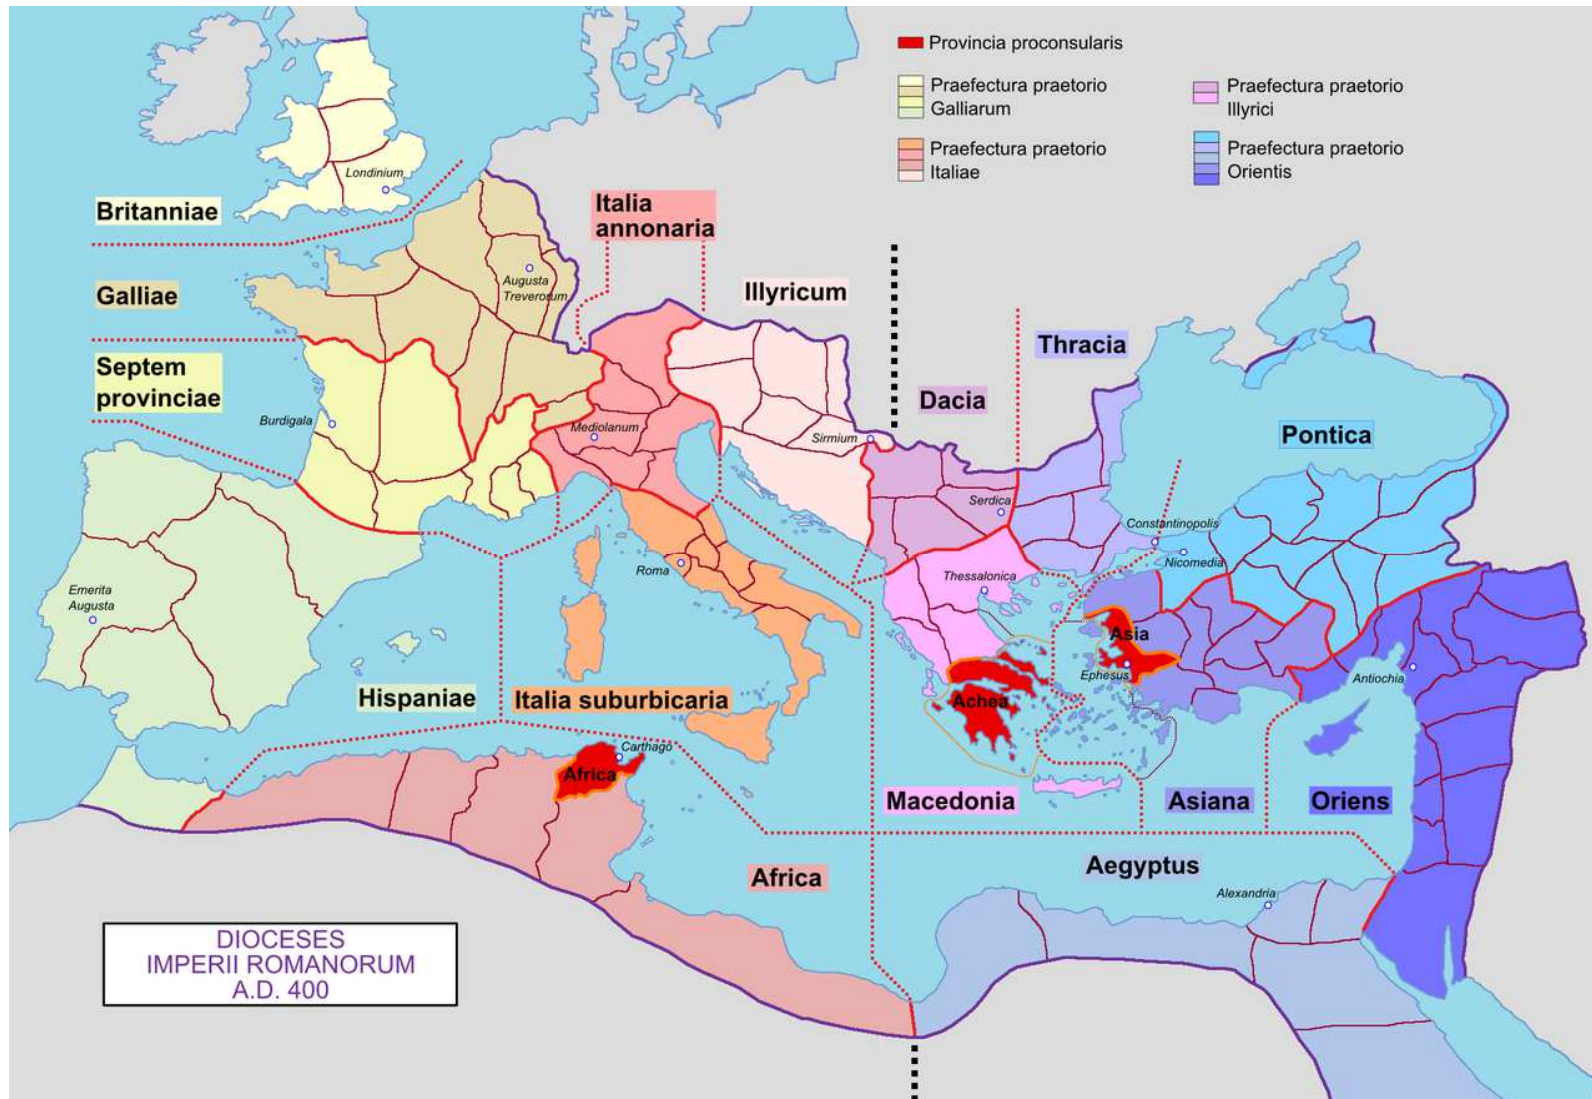 Provincia proconsularis
Praefectura praetorio
Galliarum
Praefectura praetorio
Illyrici
Praefectura praetorio
Italiae
Praefectura praetorio
Orientis
Londinium
Britanniae
Italia
annonaria
Augusta
Treverorum
Galliae
Illyricum
Thracia
Septem
provinciae
Dacia
Burdigala
Mediolanum
Sirmium
Pontica
Serdica
Constantinopolis
Nicomedia
Roma
Thessalonica
Emerita
Augusta
Asia
Ephesus
Antiochia
Hispaniae
Italia suburbicaria
Achea
Carthago
Africa
Macedonia
Asiana
Oriens
Africa
Aegyptus
Alexandria
DIOCESES
IMPERII ROMANORUM
A.D. 400